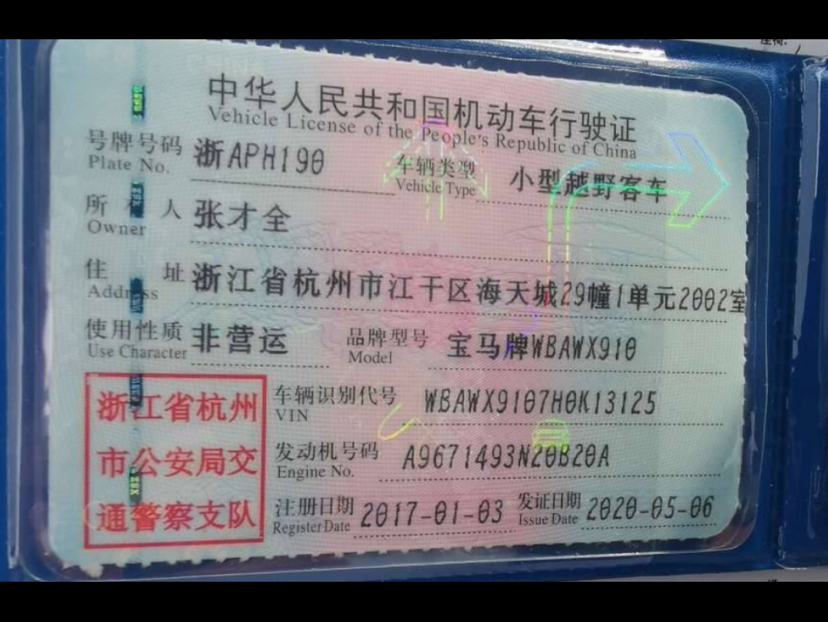 中华人民共和国机动车行驶证
Vehicle License of the People's Republic of China
号牌号码 浙APH190 车辆类型 小型越野客车
Plate No. Vehicle Type
所有人 张才全
Owner
住址 浙江省杭州市江干区海天城29幢1单元2002室
Address
使用性质 非营运 品牌型号 宝马牌WBAWX910
Use Character Model
浙江省杭州
市公安局交
通警察支队
车辆识别代号 WBAWX9107H0K13125
VIN
发动机号码 A9671493N20B20A
Engine No.
注册日期 2017-01-03 发证日期 2020-05-06
Register Date Issue Date